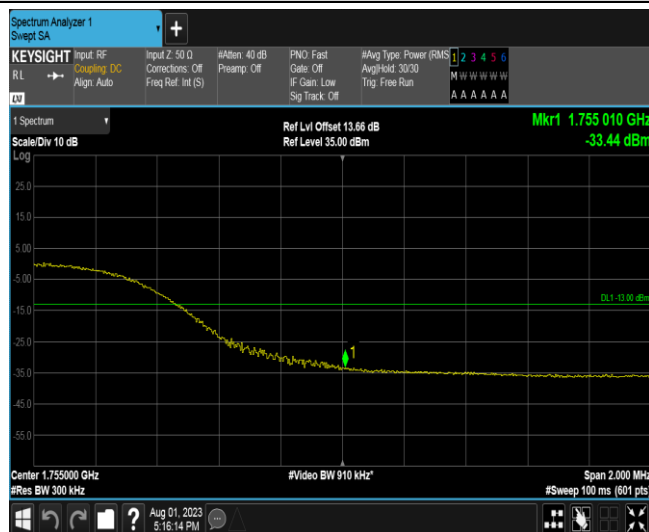 Spectrum Analyzer 1
Swept SA
KEYSIGHT
RL
LXI
Input: RF
Coupling: DC
Align: Auto
Input Z: 50 Ω
Corrections: Off
Freq Ref: Int (S)
#Atten: 40 dB
Preamp: Off
PNO: Fast
Gate: Off
IF Gain: Low
Sig Track: Off
#Avg Type: Power (RMS
Avg|Hold: 30/30
Trig: Free Run
1 2 3 4 5 6
M W W W W W
A A A A A A
1 Spectrum
Scale/Div 10 dB
Ref Lvl Offset 13.66 dB
Ref Level 35.00 dBm
Mkr1 1.755 010 GHz
-33.44 dBm
Log
25.0
15.0
5.00
-5.00
DL1 -13.00 dBm
-15.0
-25.0
1
-35.0
-45.0
-55.0
Center 1.755000 GHz
#Res BW 300 kHz
#Video BW 910 kHz*
Span 2.000 MHz
#Sweep 100 ms (601 pts)
?
Aug 01, 2023
5:16:14 PM